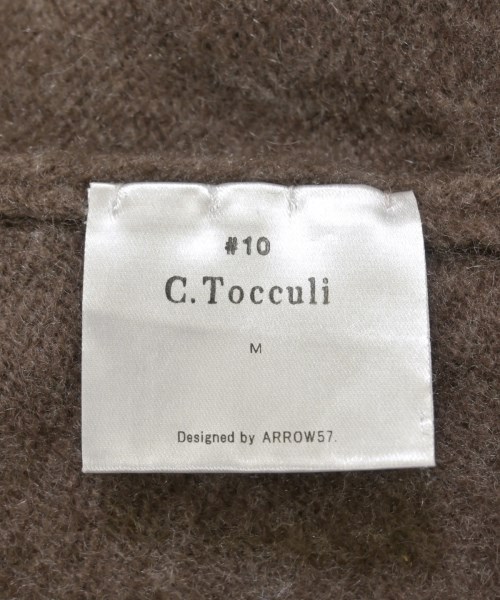 #10
C.Tocculi
M
Designed by ARROW57.